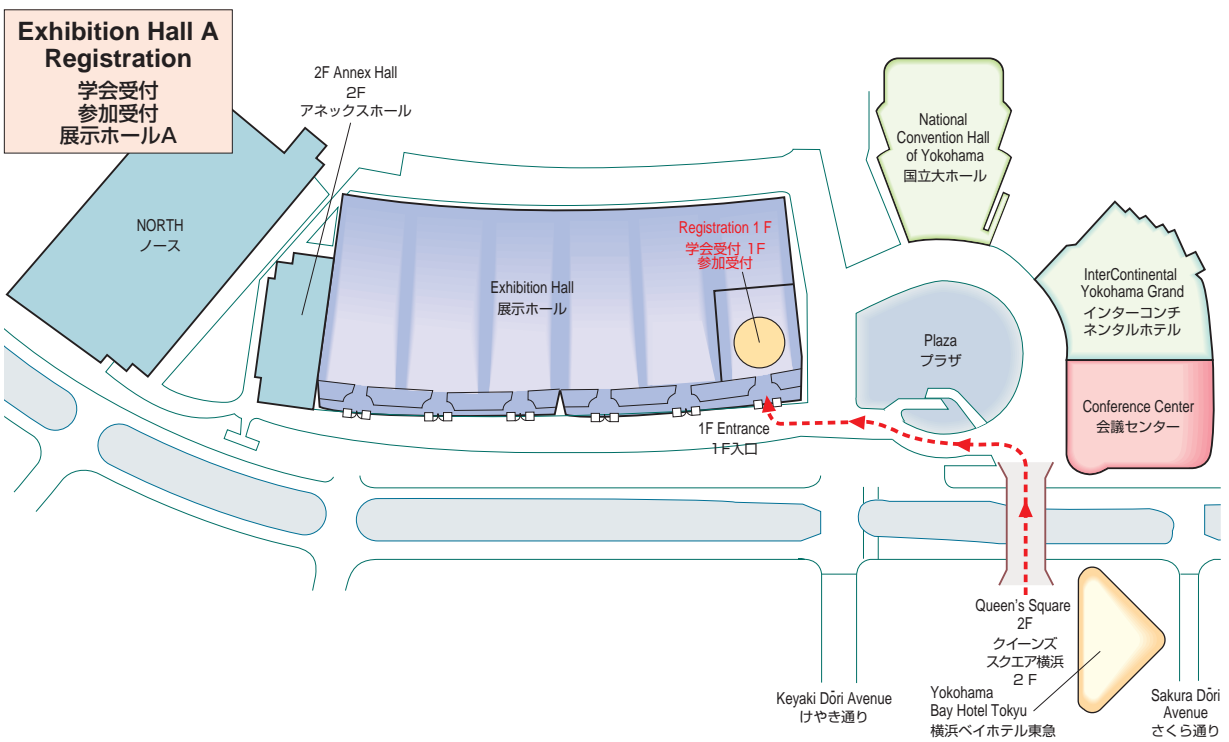 Exhibition Hall A
Registration
学会受付
参加受付
展示ホールA
2F Annex Hall
2F
アネックスホール
NORTH
ノース
Exhibition Hall
展示ホール
Registration 1 F
学会受付 1F
参加受付
National
Convention Hall
of Yokohama
国立大ホール
InterContinental
Yokohama Grand
インターコンチ
ネンタルホテル
Plaza
プラザ
Conference Center
会議センター
1F Entrance
1F入口
Queen's Square
2F
クイーンズ
スクエア横浜
2 F
Keyaki Dōri Avenue
けやき通り
Yokohama
Bay Hotel Tokyu
横浜ベイホテル東急
Sakura Dōri
Avenue
さくら通り